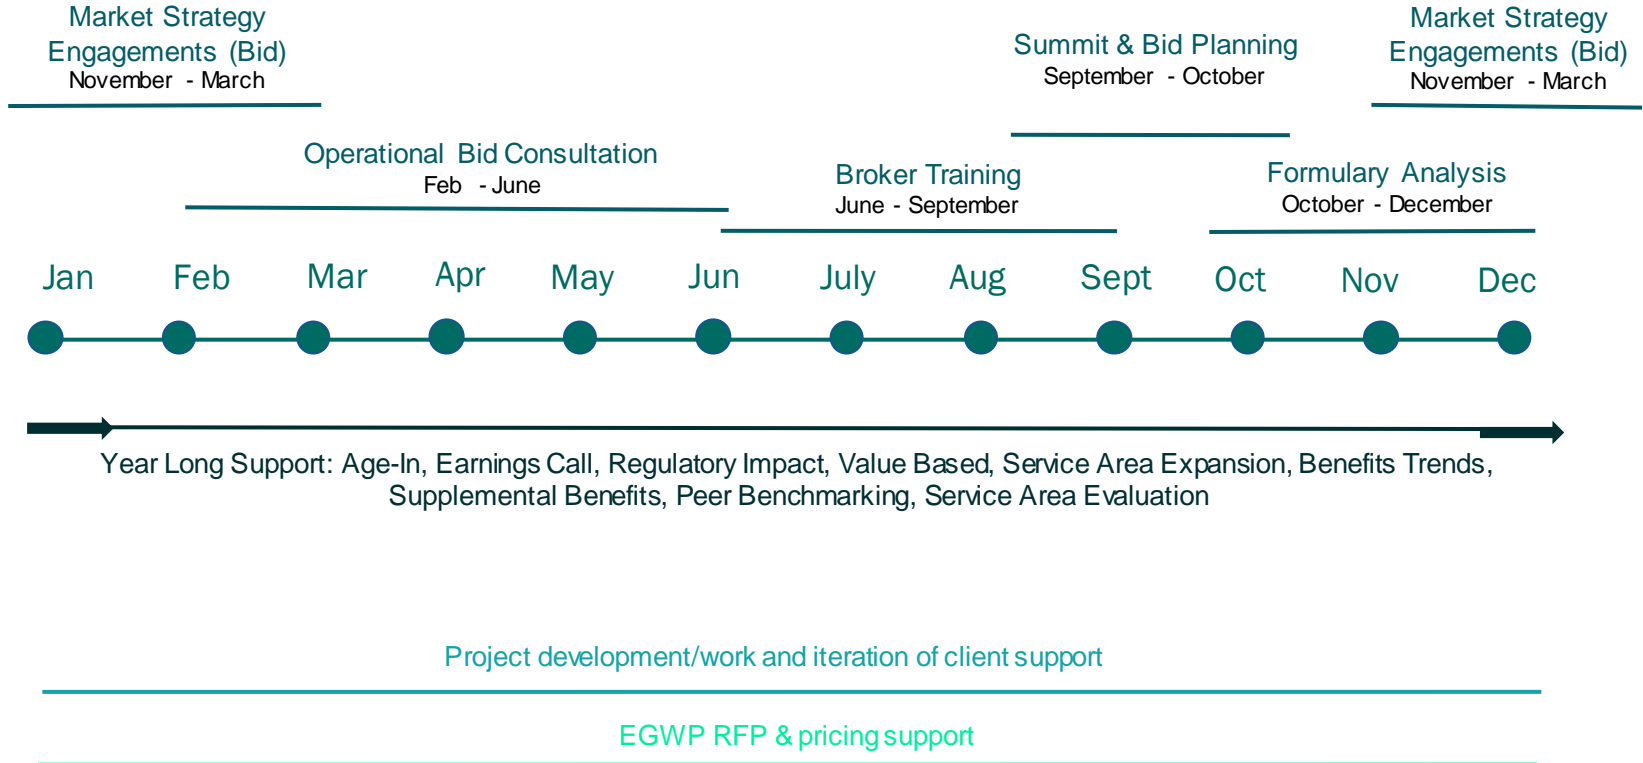 Market Strategy
Engagements (Bid)
November - March
Summit & Bid Planning
September - October
Market Strategy
Engagements (Bid)
November - March
Operational Bid Consultation
Feb - June
Broker Training
June - September
Formulary Analysis
October - December
Jan Feb Mar Apr May Jun July Aug Sept Oct Nov Dec
Year Long Support: Age-In, Earnings Call, Regulatory Impact, Value Based, Service Area Expansion, Benefits Trends,
Supplemental Benefits, Peer Benchmarking, Service Area Evaluation
Project development/work and iteration of client support
EGWP RFP & pricing support